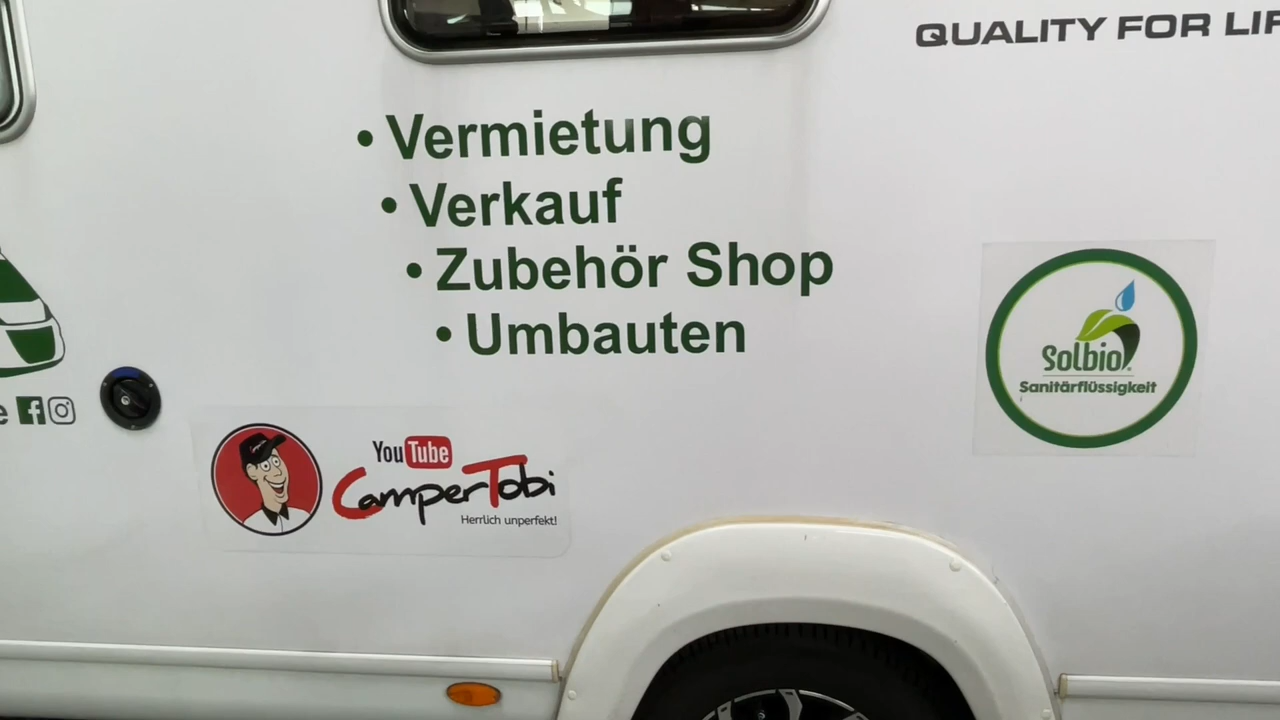 QUALITY FOR LIF
• Vermietung
• Verkauf
• Zubehör Shop
• Umbauten
Solbio
Sanitärflüssigkeit
e
YouTube
CamperTobi
Herrlich unperfekt!